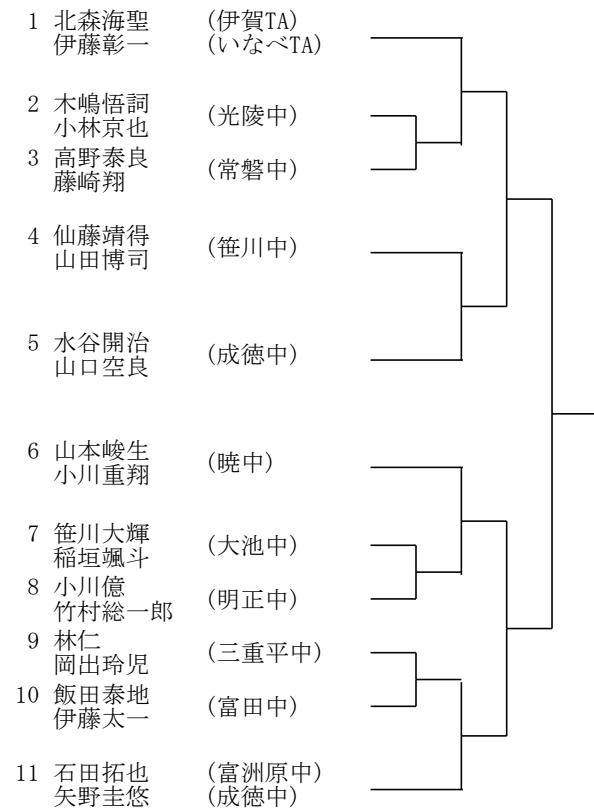 1 北森海聖 (伊賀TA)
伊藤彰一 (いなべTA)
2 木嶋悟詞
小林京也 (光陵中)
3 高野泰良
藤崎翔 (常磐中)
4 仙藤靖得
山田博司 (笹川中)
5 水谷開治
山口空良 (成徳中)
6 山本峻生
小川重翔 (暁中)
7 笹川大輝
稲垣颯斗 (大池中)
8 小川億
竹村総一郎 (明正中)
9 林仁
岡出玲児 (三重平中)
10 飯田泰地
伊藤太一 (富田中)
11 石田拓也 (富洲原中)
矢野圭悠 (成徳中)